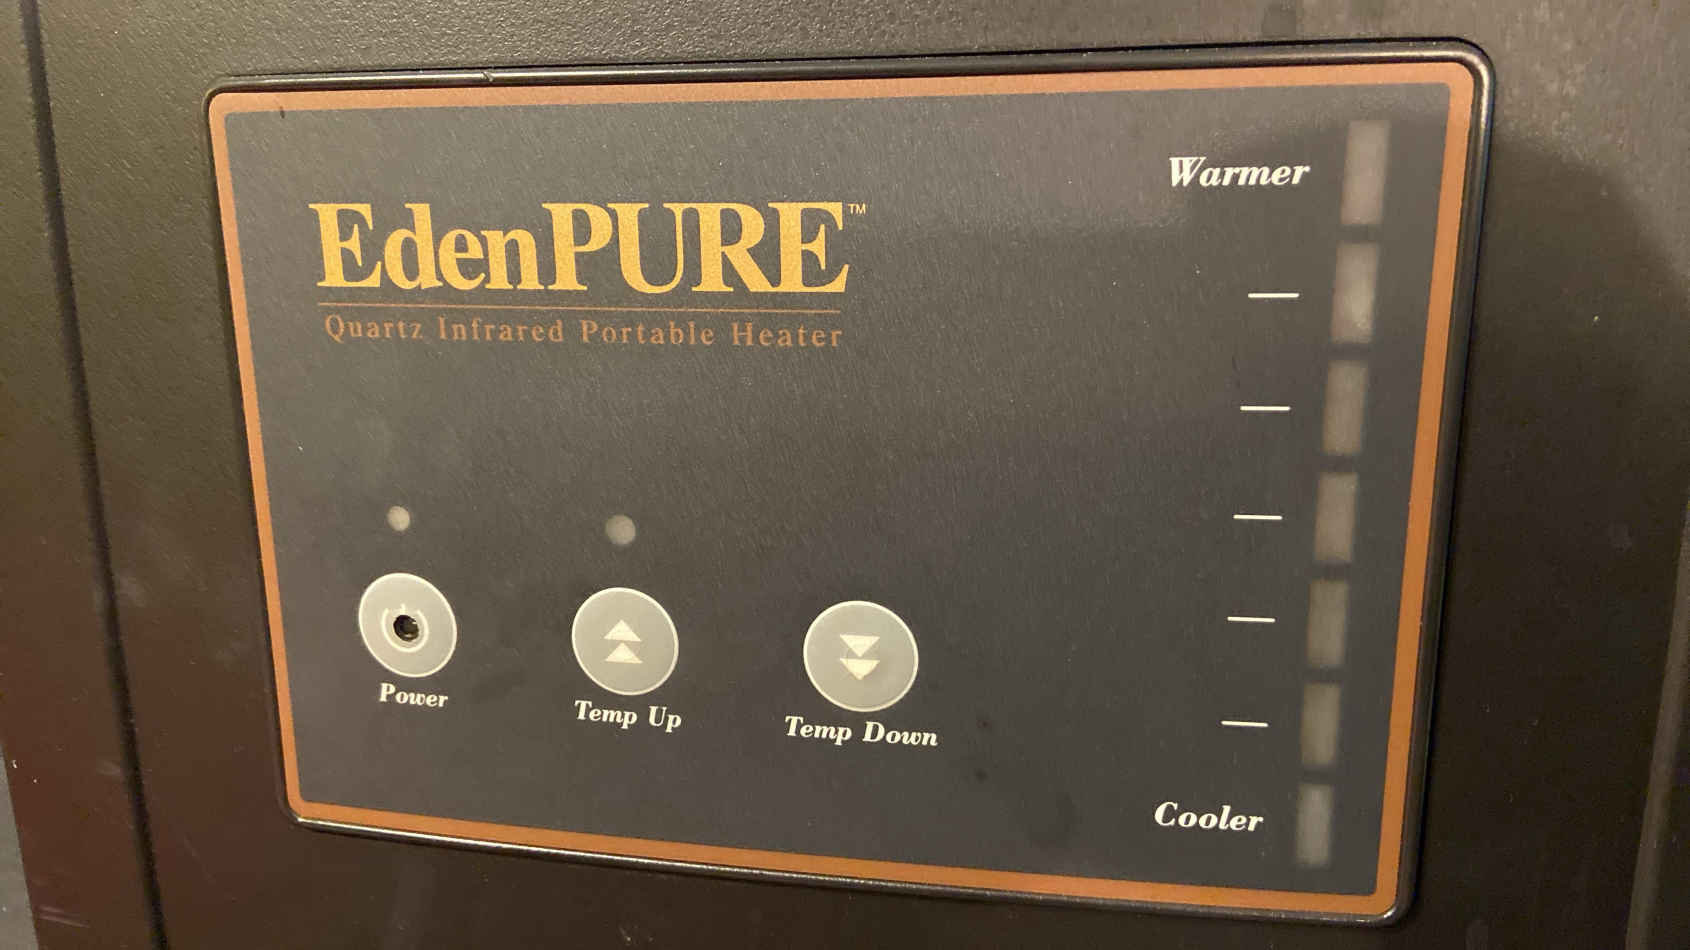 EdenPURE™
Quartz Infrared Portable Heater
Warmer
Power
Temp Up
Temp Down
Cooler